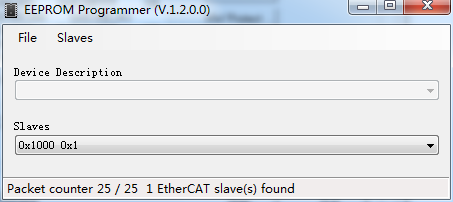 EEPROM Programmer (V.1.2.0.0)
File Slaves
Device Description
Slaves
0x1000 0x1
Packet counter 25 / 25 1 EtherCAT slave(s) found